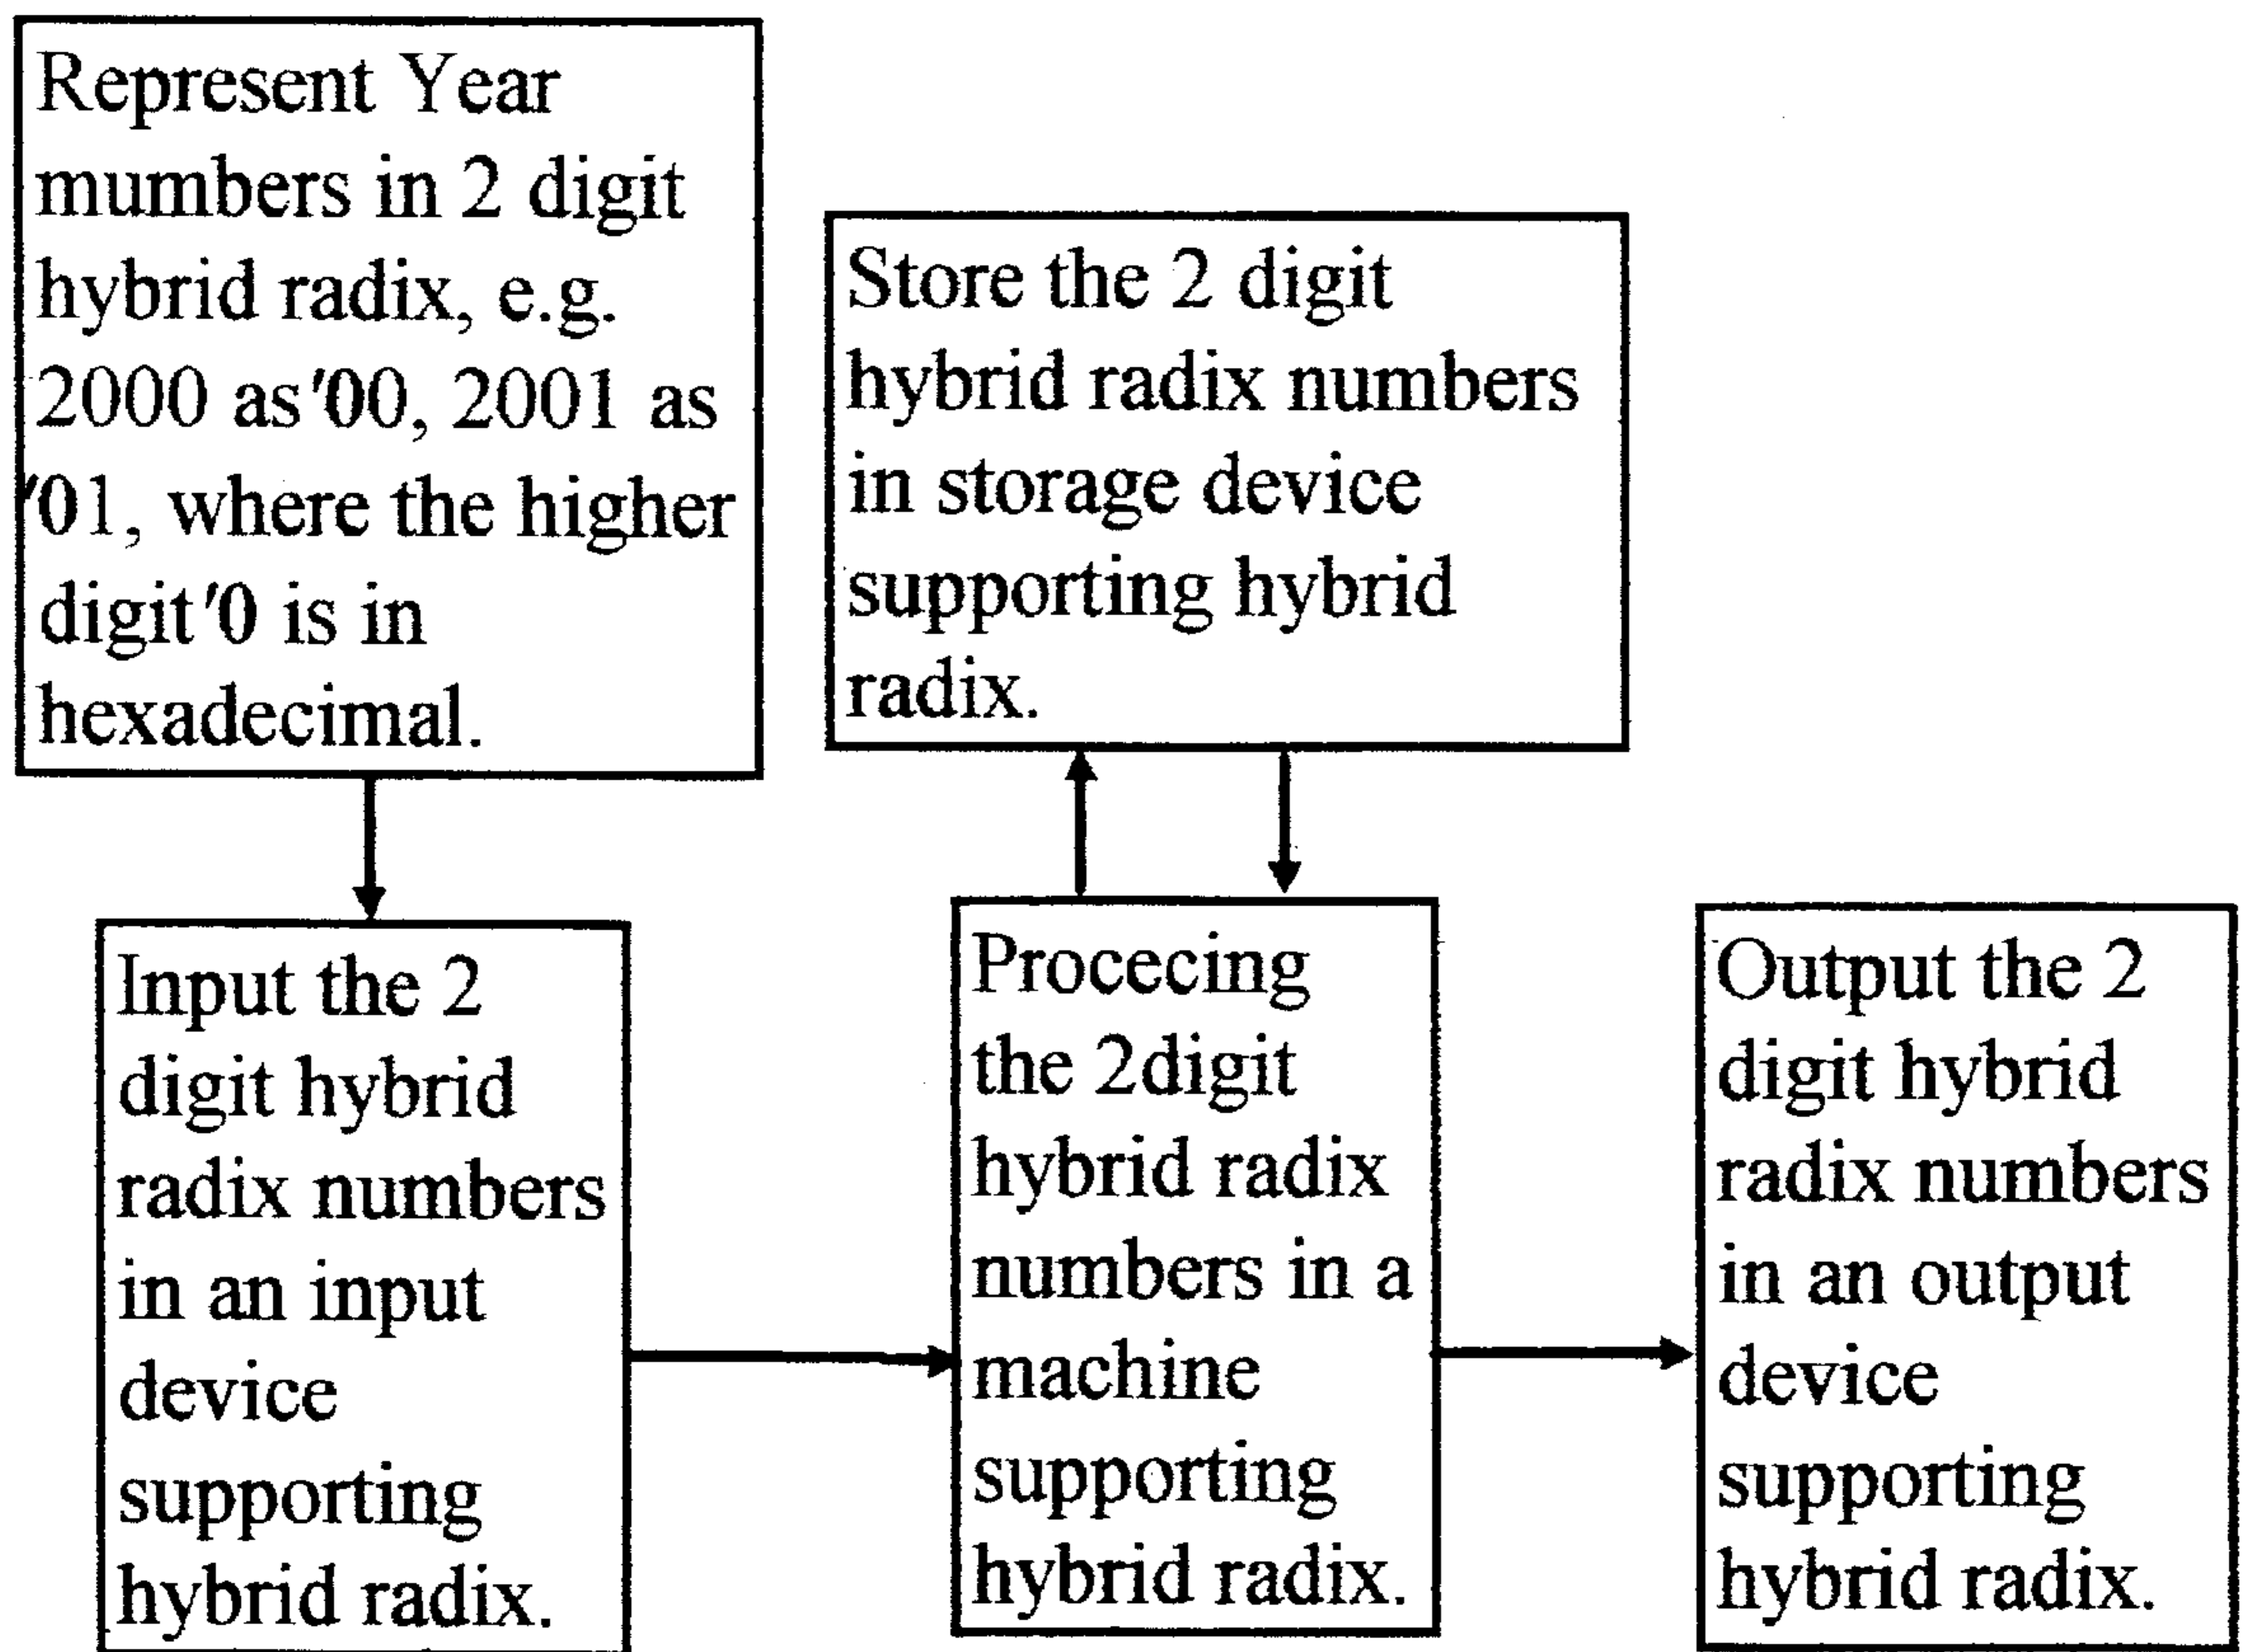 Represent Year
mumbers in 2 digit
hybrid radix, e.g.
2000 as'00, 2001 as
'01, where the higher
digit'0 is in
hexadecimal.
Store the 2 digit
hybrid radix numbers
in storage device
supporting hybrid
radix.
Input the 2
digit hybrid
radix numbers
in an input
device
supporting
hybrid radix.
Procecing
the 2digit
hybrid radix
numbers in a
machine
supporting
hybrid radix.
Output the 2
digit hybrid
radix numbers
in an output
device
supporting
hybrid radix.